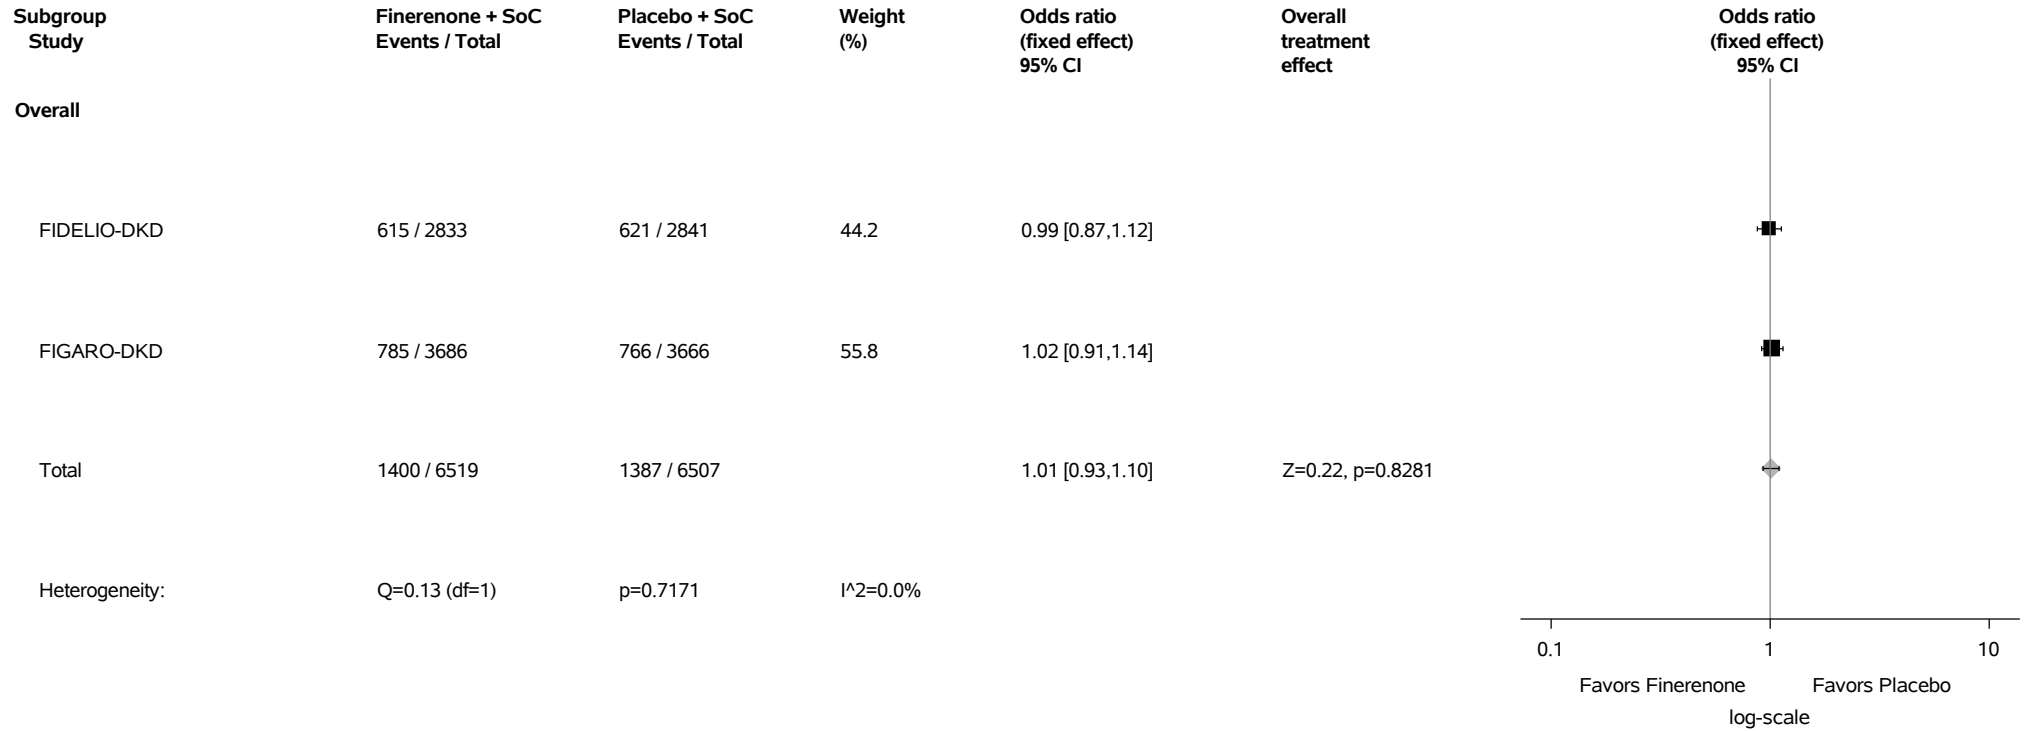 Subgroup Finerenone + SoC Placebo + SoC Weight Odds ratio Overall Odds ratio
Study Events / Total Events / Total (%) (fixed effect) treatment (fixed effect)
95% CI effect 95% CI
Overall
FIDELIO-DKD 615 / 2833 621 / 2841 44.2 0.99 [0.87,1.12]
FIGARO-DKD 785 / 3686 766 / 3666 55.8 1.02 [0.91,1.14]
Total 1400 / 6519 1387 / 6507 1.01 [0.93,1.10] Z=0.22, p=0.8281
Heterogeneity: Q=0.13 (df=1) p=0.7171 I^2=0.0%
0.1 1 10
Favors Finerenone Favors Placebo
log-scale